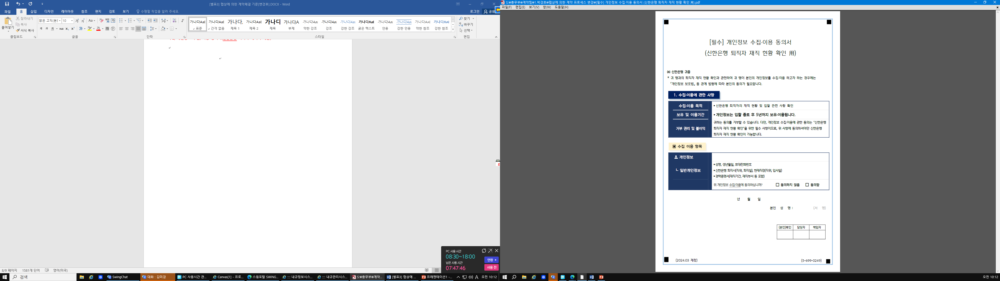 [별표3] 협상에 의한 계약체결 기준[변경후].DOCX - Word
파일 홈 삽입 디자인 레이아웃 참조 편지 검토 보기 수행할 작업을 알려 주세요.
로그인 공유
붙여넣기
잘라내기
복사
서식 복사
클립보드
맑은 고딕(본문 10
글꼴
단락
가나다AaB 표준
가나다AaB 간격 없음
가나다. 제목 1
가나다AaB 제목 2
가나디 제목
가나다A 부제
가나다Aa 약한 강조
가나다Aa 강조
가나다Aa 강한 강조
가나다AaB 굵은 텍스트
가나다Aa 인용
가나다Aa 강한 인용
가나다AaB 약한 참조
가나다AaB 강한 참조
스타일
찾기
바꾸기
선택
편집
PC 사용 시간
08:30~18:00
연장
남은 사용 시간
07:47:46
사용 전
8/9 페이지 1581개 단어 영어(미국)
검색
SwingChat
대화 : 김미경
PC 사용시간 관...
Canvas[1] - 프로...
스윙포탈 SWING...
:::: 내규정보시스...
:::: 내규관리시스...
S:₩총무부₩계약...
[별표3] 협상에 ...
프레젠테이션1 -...
A
오전 10:12
S:₩총무부₩계약팀₩1.박경호₩협상에 의한 계약 프로세스 변경₩[필수] 개인정보 수집·이용 동의서 (신한은행 퇴직자 재직 현황 확인 用).pdf
파일(F) 편집(E) 보기(V) 창(W) 도움말(H)
[필수] 개인정보 수집·이용 동의서
(신한은행 퇴직자 재직 현황 확인 用)
㈜ 신한은행 귀중
* 귀 행과의 퇴직자 재직 현황 확인과 관련하여 귀 행이 본인의 개인정보를 수집·이용 하고자 하는 경우에는
「개인정보 보호법」 등 관계 법령에 따라 본인의 동의가 필요합니다.
1. 수집·이용에 관한 사항
수집·이용 목적
▪ 신한은행 퇴직자의 재직 현황 및 입찰 관련 사항 확인
보유 및 이용기간
▪ 개인정보는 입찰 종료 후 5년까지 보유·이용됩니다.
거부 권리 및 불이익
귀하는 동의를 거부할 수 있습니다. 다만, 개인정보 수집·이용에 관한 동의는 "신한은행
퇴직자 재직 현황 확인"을 위한 필수 사항이므로, 위 사항에 동의하셔야만 신한은행
퇴직자 재직 현황 확인이 가능합니다.
▣ 수집 이용 항목
개인정보
└ 일반개인정보
▪ 성명, 생년월일, 휴대전화번호
▪ 신한은행 퇴직시(직위, 퇴직일), 현재직장(직위, 입사일)
▪ 경력증명서(재직기간, 재직부서 등 포함)
위 개인정보 수집·이용에 동의하십니까? □ 동의하지 않음 □ 동의함
년 월 일
본인 성 명 : (서 명)
(본인)확인 담당자 책임자
(2024.03 제정)
(5-699-0249)
오전 10:12